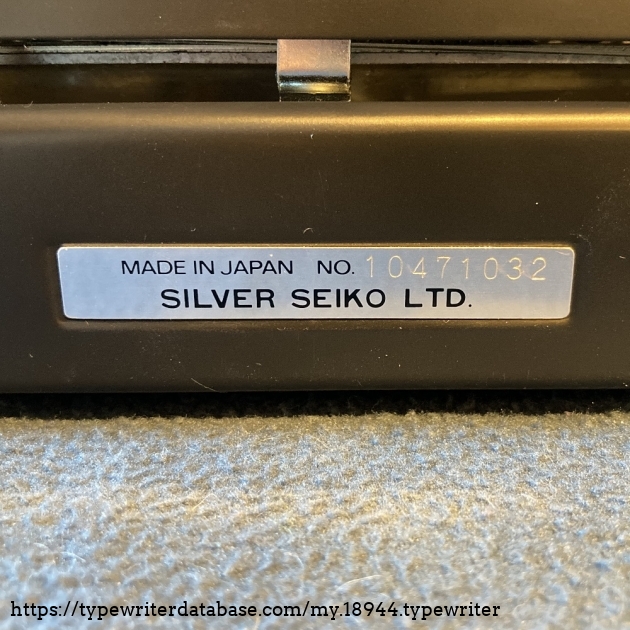 MADE IN JAPAN NO. 10471032
SILVER SEIKO LTD.
https://typewriterdatabase.com/my.18944.typewriter